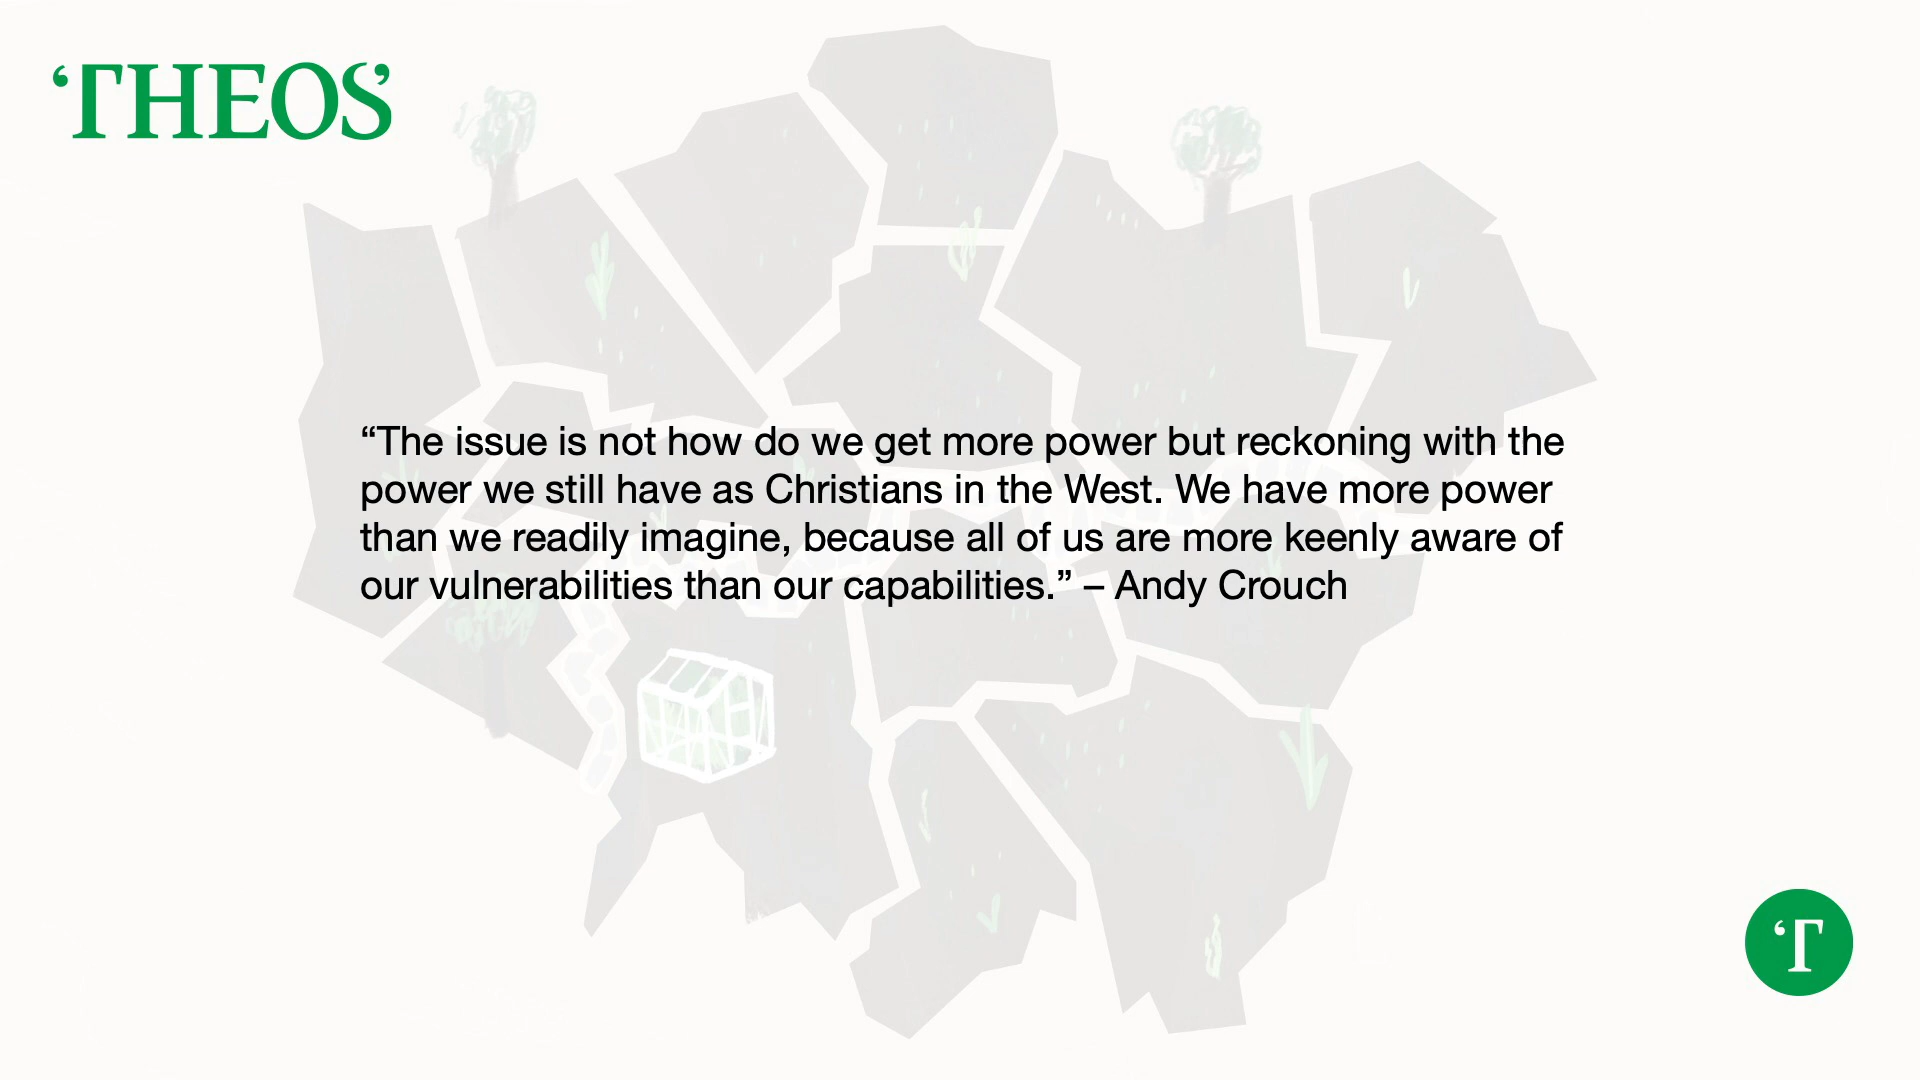 ‘THEOS’
“The issue is not how do we get more power but reckoning with the
power we still have as Christians in the West. We have more power
than we readily imagine, because all of us are more keenly aware of
our vulnerabilities than our capabilities.” – Andy Crouch
‘T